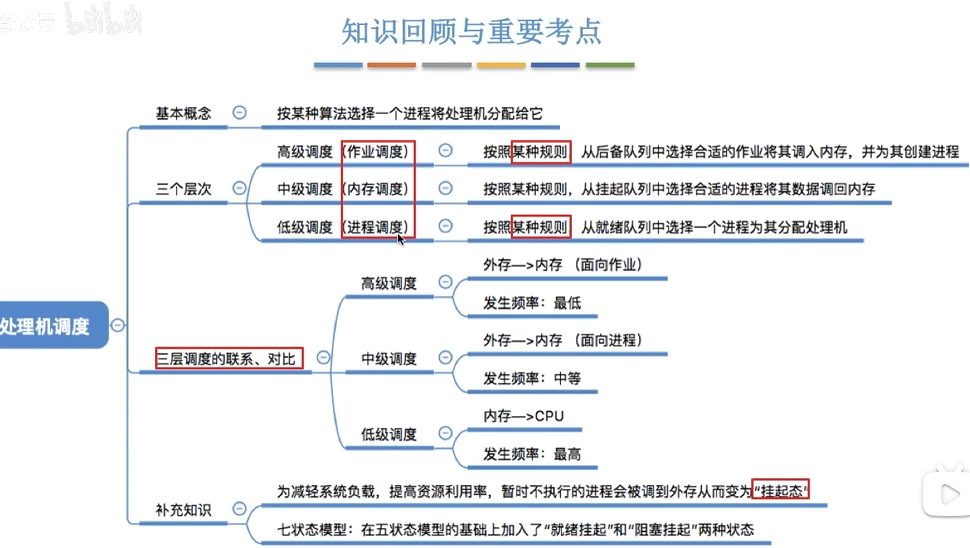 知识回顾与重要考点
基本概念
按某种算法选择一个进程将处理机分配给它
三个层次
高级调度（作业调度）
按照某种规则，从后备队列中选择合适的作业将其调入内存，并为其创建进程
中级调度（内存调度）
按照某种规则，从挂起队列中选择合适的进程将其数据调回内存
低级调度（进程调度）
按照某种规则，从就绪队列中选择一个进程为其分配处理机
处理机调度
三层调度的联系、对比
高级调度
外存—>内存 （面向作业）
发生频率：最低
中级调度
外存—>内存 （面向进程）
发生频率：中等
低级调度
内存—>CPU
发生频率：最高
补充知识
为减轻系统负载，提高资源利用率，暂时不执行的进程会被调到外存从而变为“挂起态”
七状态模型：在五状态模型的基础上加入了“就绪挂起”和“阻塞挂起”两种状态
bilibili